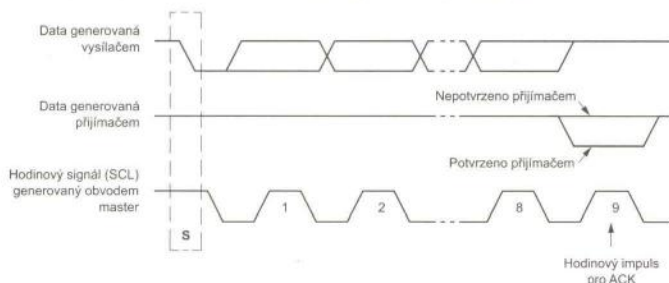 Data generovaná
vysílačem
Data generovaná
přijímačem
Nepotvrzeno přijímačem
Potvrzeno přijímačem
Hodinový signál (SCL)
generovaný obvodem
master
S
1
2
8
9
Hodinový impuls
pro ACK